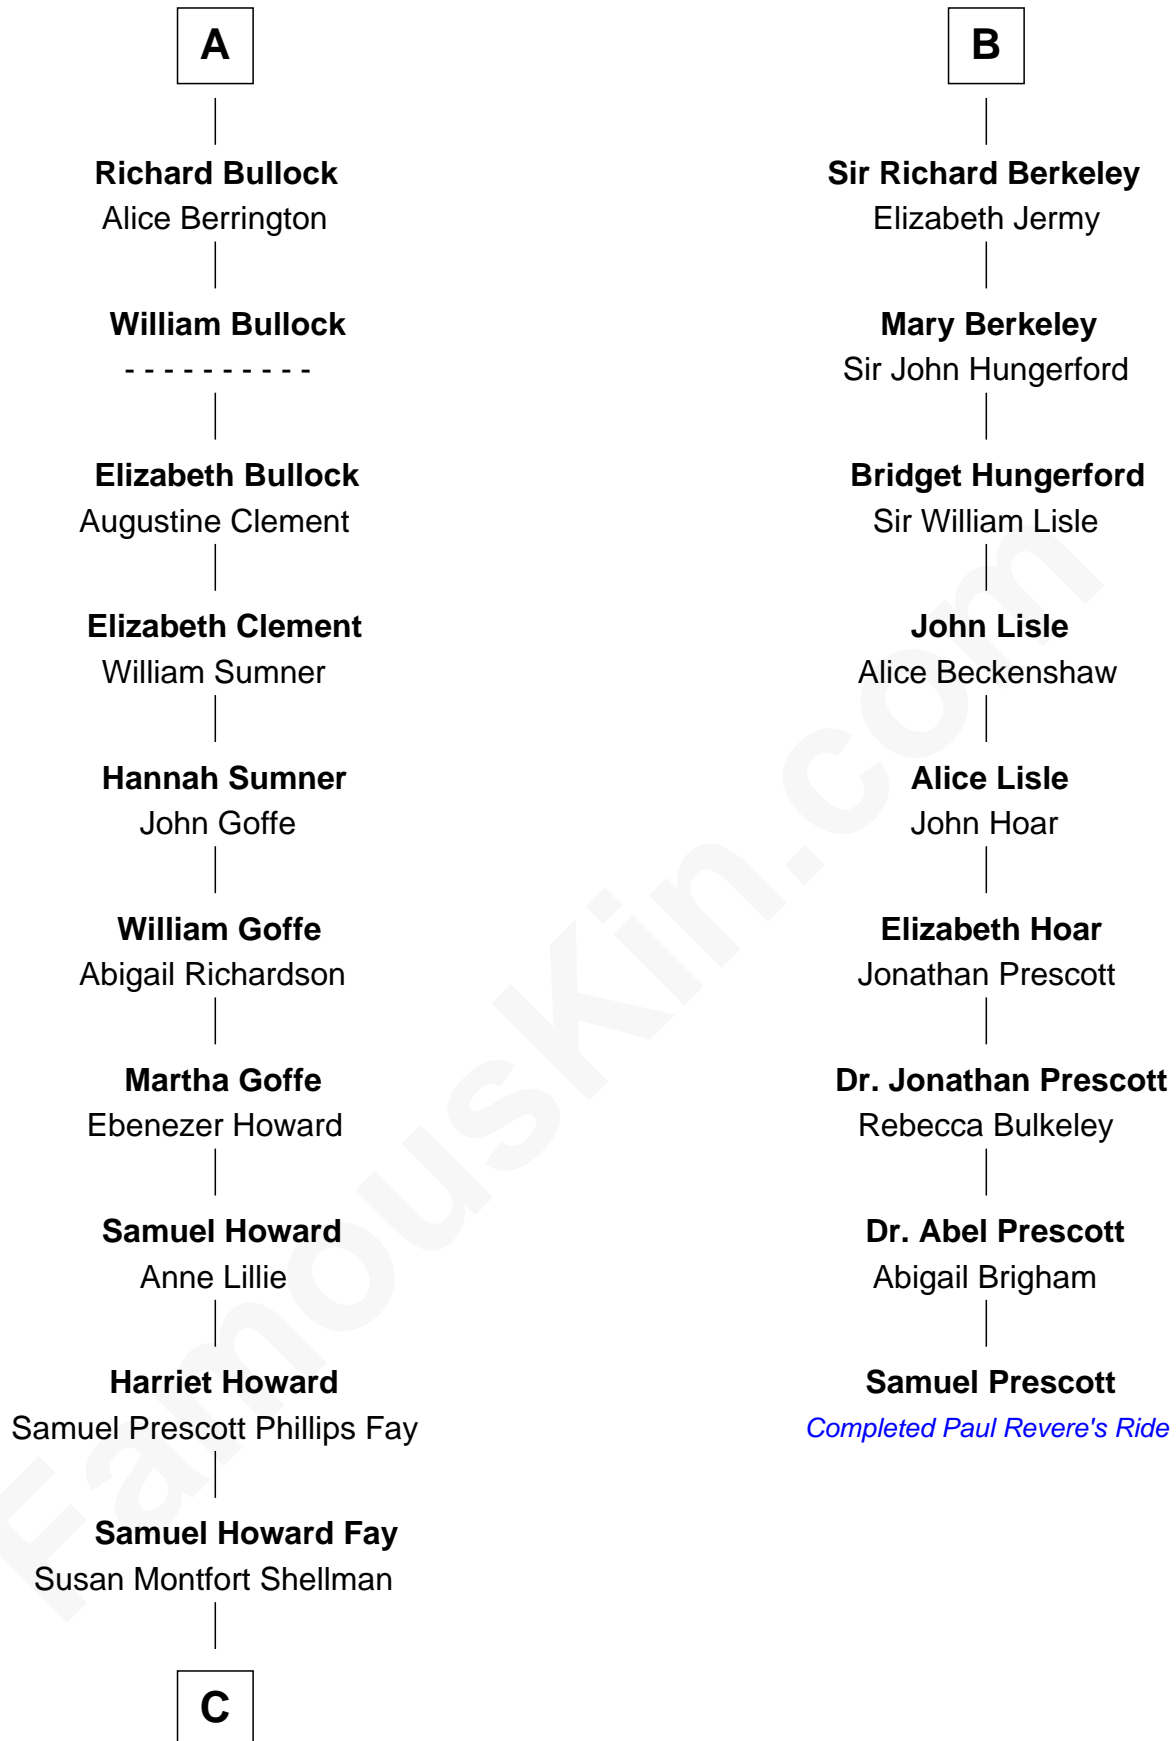 A
Richard Bullock
Alice Berrington
William Bullock
- - - - - - - - - -
Elizabeth Bullock
Augustine Clement
Elizabeth Clement
William Sumner
Hannah Sumner
John Goffe
William Goffe
Abigail Richardson
Martha Goffe
Ebenezer Howard
Samuel Howard
Anne Lillie
Harriet Howard
Samuel Prescott Phillips Fay
Samuel Howard Fay
Susan Montfort Shellman
C
B
Sir Richard Berkeley
Elizabeth Jermy
Mary Berkeley
Sir John Hungerford
Bridget Hungerford
Sir William Lisle
John Lisle
Alice Beckenshaw
Alice Lisle
John Hoar
Elizabeth Hoar
Jonathan Prescott
Dr. Jonathan Prescott
Rebecca Bulkeley
Dr. Abel Prescott
Abigail Brigham
Samuel Prescott
Completed Paul Revere's Ride
FamousKin.com